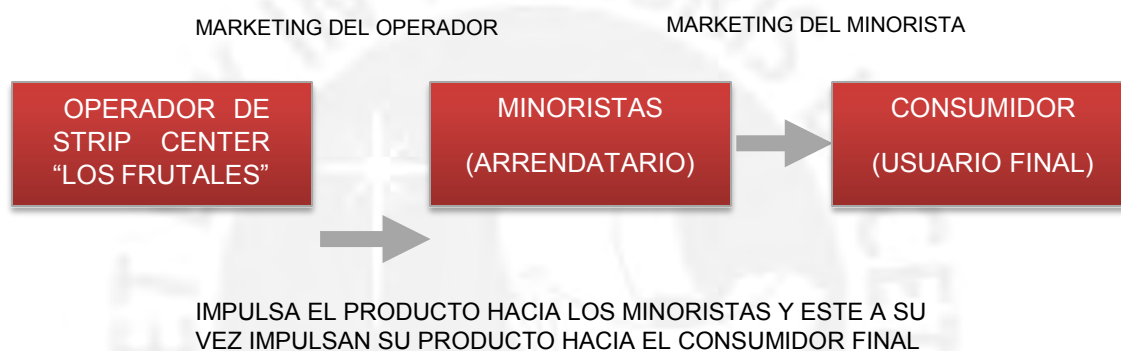 MARKETING DEL OPERADOR
MARKETING DEL MINORISTA
OPERADOR DE
STRIP CENTER
“LOS FRUTALES”
MINORISTAS
(ARRENDATARIO)
CONSUMIDOR
(USUARIO FINAL)
IMPULSA EL PRODUCTO HACIA LOS MINORISTAS Y ESTE A SU
VEZ IMPULSAN SU PRODUCTO HACIA EL CONSUMIDOR FINAL